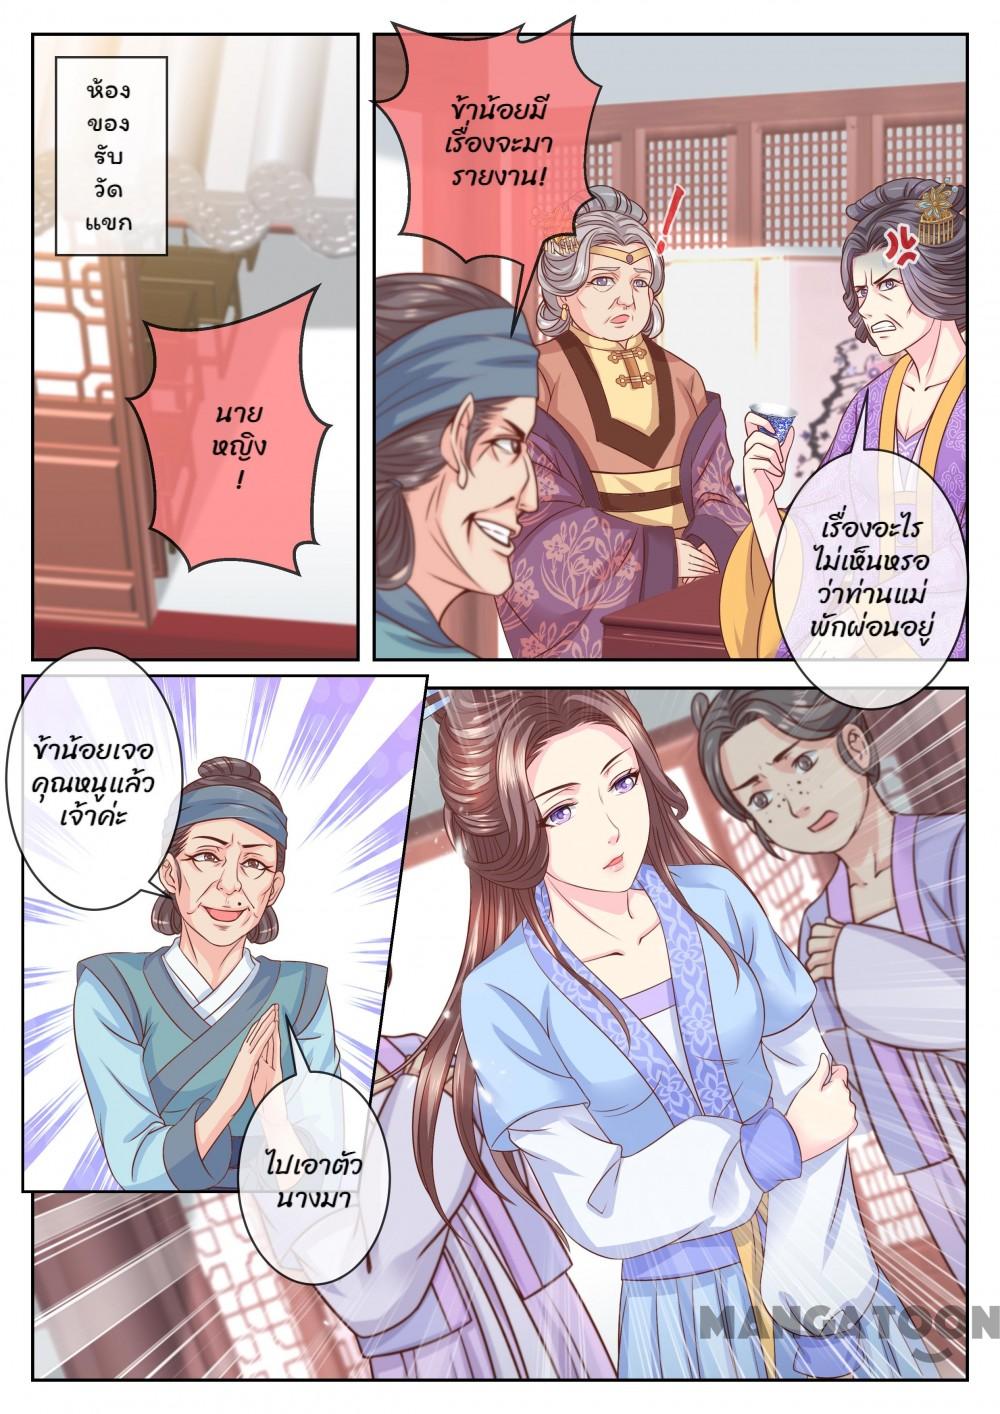 ห้อง
ของ
รับ
วัด
แขก
นาย
หญิง
!
ข้าน้อยมี
เรื่องจะมา
รายงาน!
!
เรื่องอะไร
ไม่เห็นหรอ
ว่าท่านแม่
พักผ่อนอยู่
ข้าน้อยเจอ
คุณหนูแล้ว
เจ้าค่ะ
ไปเอาตัว
นางมา
MANGATOON